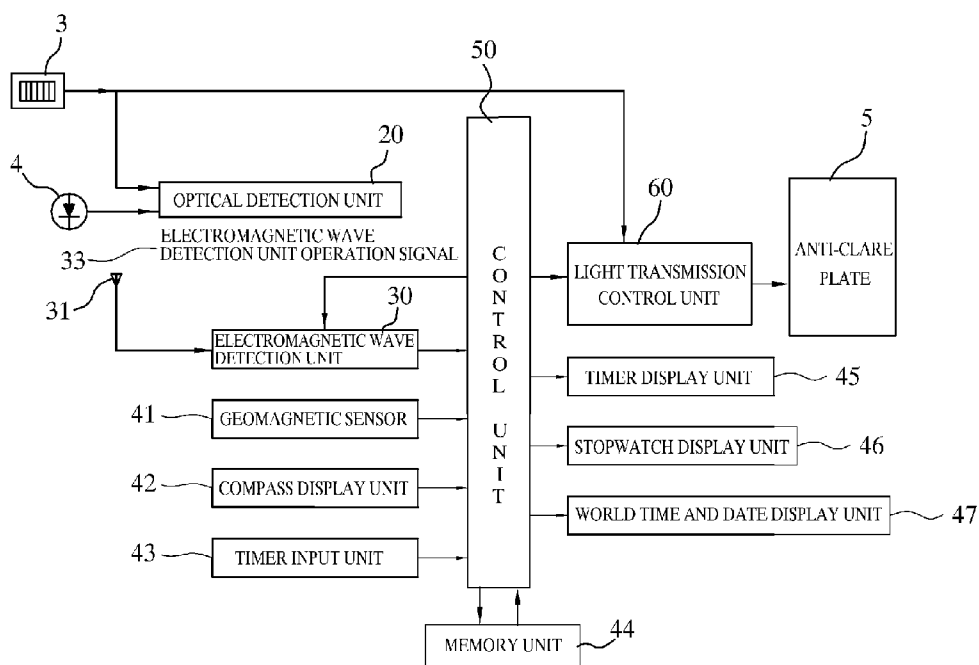 3
50
5
4
20
OPTICAL DETECTION UNIT
60
33
ELECTROMAGNETIC WAVE
DETECTION UNIT OPERATION SIGNAL
CONTROL UNIT
LIGHT TRANSMISSION
CONTROL UNIT
ANTI-CLARE
PLATE
31
30
ELECTROMAGNETIC WAVE
DETECTION UNIT
TIMER DISPLAY UNIT
45
41
GEOMAGNETIC SENSOR
STOPWATCH DISPLAY UNIT
46
42
COMPASS DISPLAY UNIT
WORLD TIME AND DATE DISPLAY UNIT
47
43
TIMER INPUT UNIT
MEMORY UNIT
44